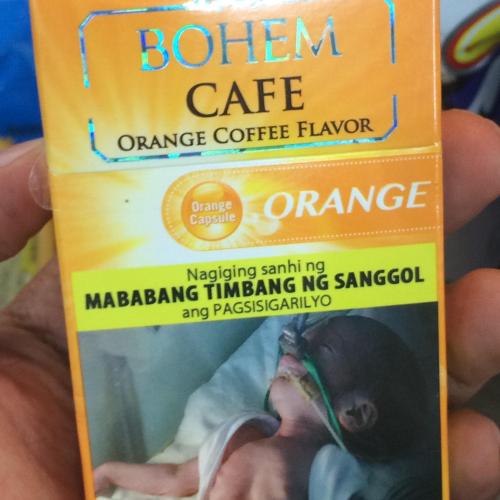 BOHEM
CAFE
ORANGE COFFEE FLAVOR
Orange
Capsule
ORANGE
Nagiging sanhi ng
MABABANG TIMBANG NG SANGGOL
ang PAGSISIGARILYO